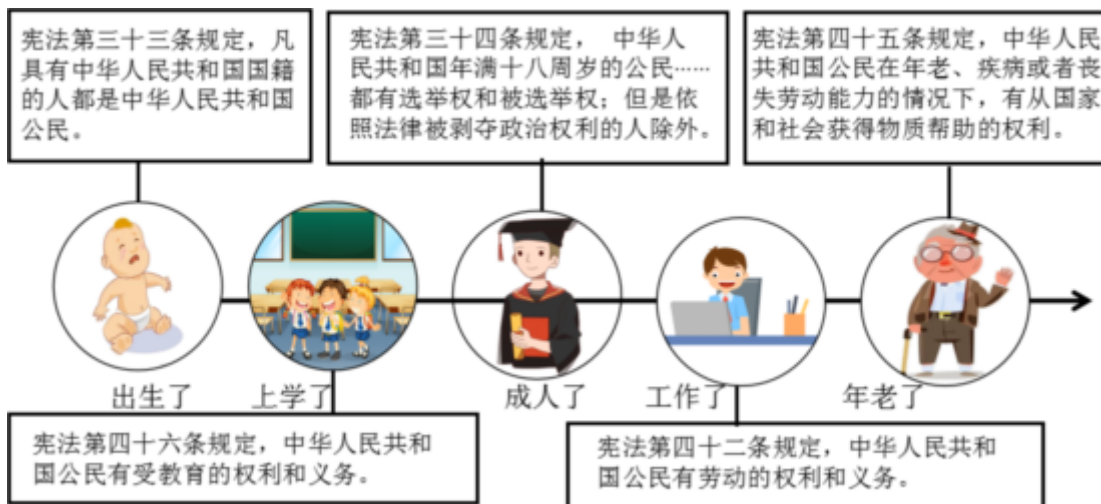 宪法第三十三条规定，凡
具有中华人民共和国国籍
的人都是中华人民共和国
公民。
宪法第三十四条规定， 中华人
民共和国年满十八周岁的公民……
都有选举权和被选举权；但是依
照法律被剥夺政治权利的人除外。
宪法第四十五条规定，中华人民
共和国公民在年老、疾病或者丧
失劳动能力的情况下，有从国家
和社会获得物质帮助的权利。
出生了
上学了
成人了
工作了
年老了
宪法第四十六条规定，中华人民共和
国公民有受教育的权利和义务。
宪法第四十二条规定，中华人民共和
国公民有劳动的权利和义务。